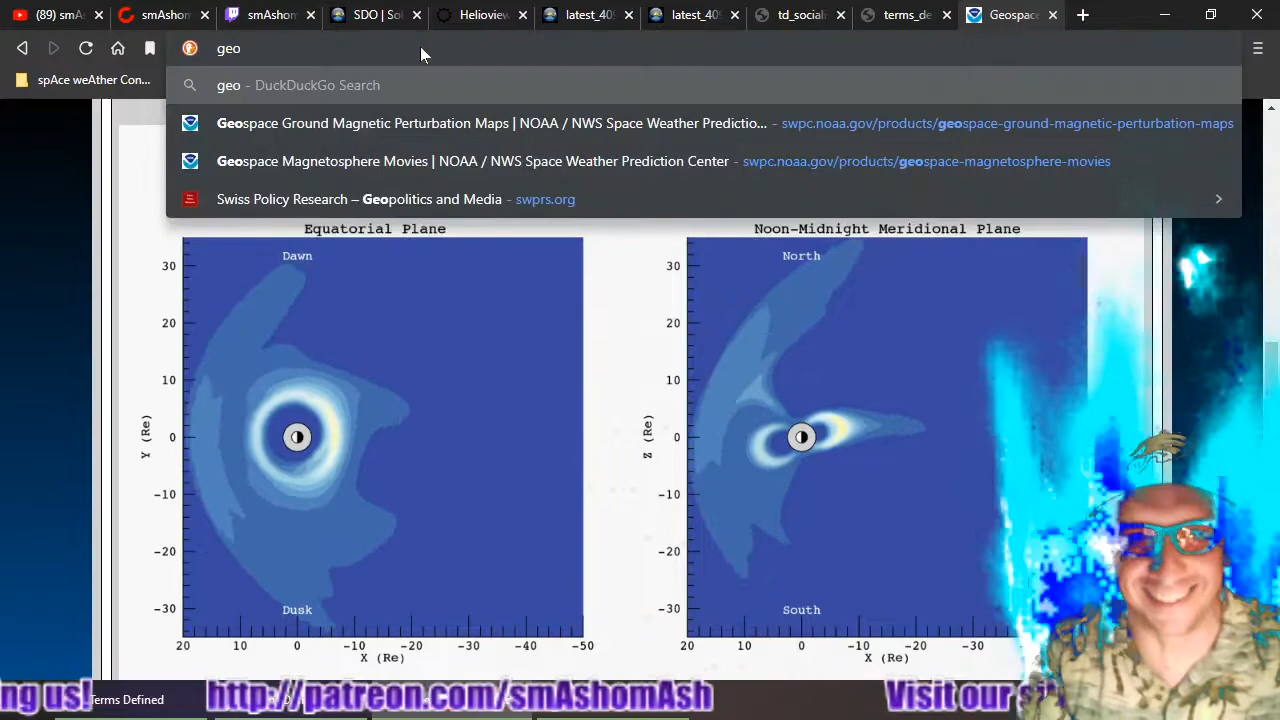 (89) smA
smAshom
smAshom
SDO | So
Helioview
latest_409
latest_409
td_sociali
terms_de
Geospace
geo
spAce weAther Con...
geo - DuckDuckGo Search
Geospace Ground Magnetic Perturbation Maps | NOAA / NWS Space Weather Predictio... - swpc.noaa.gov/products/geospace-ground-magnetic-perturbation-maps
Geospace Magnetosphere Movies | NOAA / NWS Space Weather Prediction Center - swpc.noaa.gov/products/geospace-magnetosphere-movies
Swiss Policy Research – Geopolitics and Media - swprs.org
Equatorial Plane
Dawn
30
20
10
0
-10
-20
-30
Y (Re)
Dusk
20 10 0 -10 -20 -30 -40 -50
X (Re)
Noon-Midnight Meridional Plane
North
30
20
10
0
-10
-20
-30
Z (Re)
South
20 10 0 -10 -20 -30
X (Re)
Terms Defined
ng us! http://patreon.com/smAshomAsh Visit our s